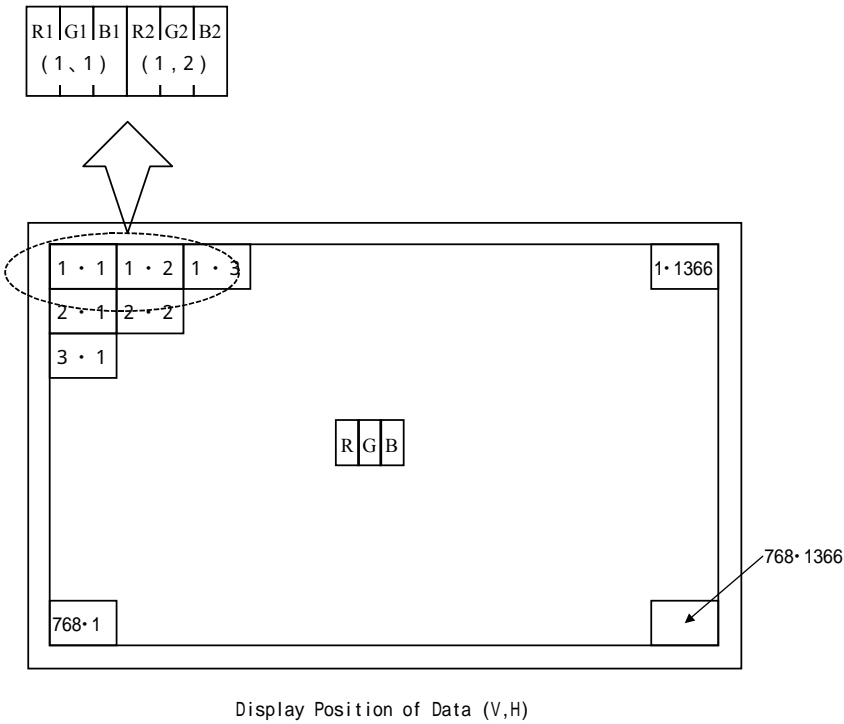 R1 G1 B1 R2 G2 B2
(1、1) (1,2)
1・1 1・2 1・3 1・1366
2・1 2・2
3・1
R G B
768・1366
768・1
Display Position of Data (V,H)